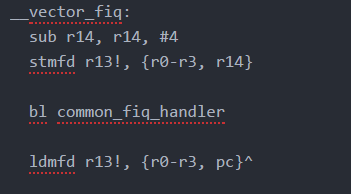 __vector_fiq:
sub r14, r14, #4
stmfd r13!, {r0-r3, r14}
bl common_fiq_handler
ldmfd r13!, {r0-r3, pc}^